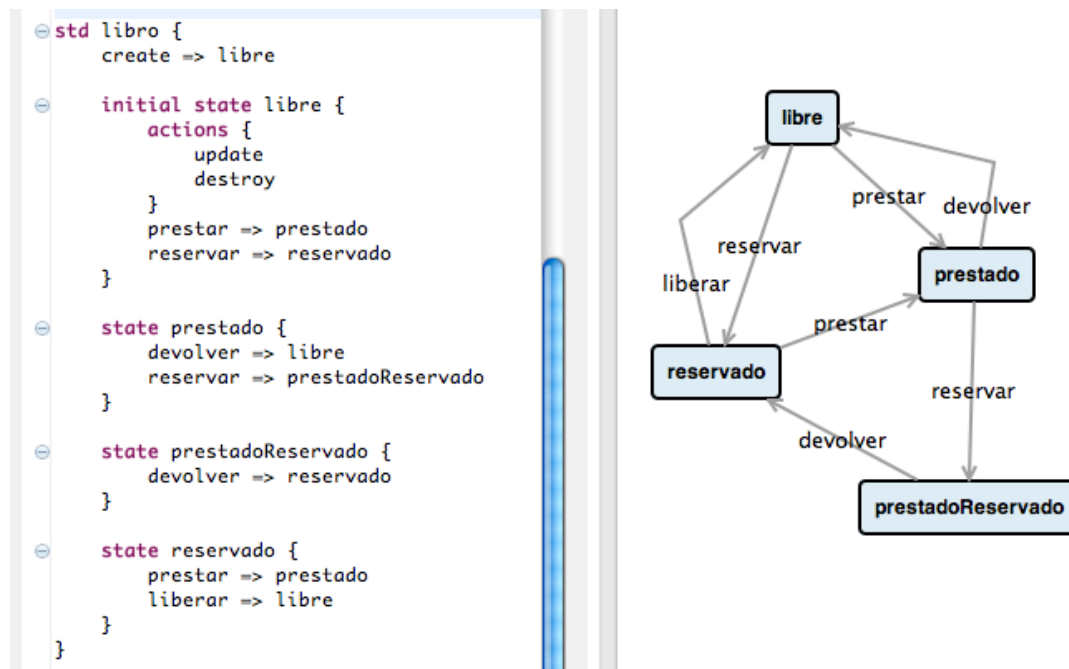 std libro {
create => libre
initial state libre {
actions {
update
destroy
}
prestar => prestado
reservar => reservado
}
state prestado {
devolver => libre
reservar => prestadoReservado
}
state prestadoReservado {
devolver => reservado
}
state reservado {
prestar => prestado
liberar => libre
}
}
libre
prestar
devolver
reservar
liberar
prestado
prestar
reservado
reservar
devolver
prestadoReservado